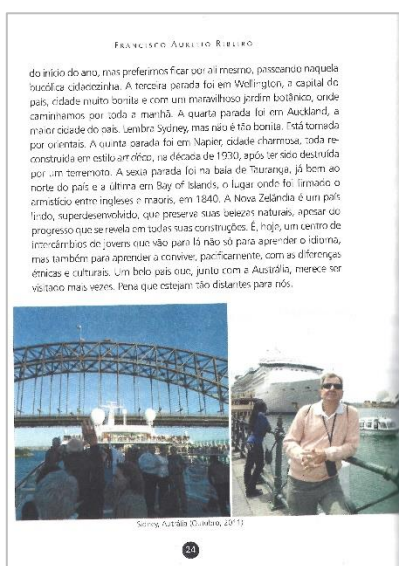 FRANCISCO AURELIO RIBEIRO
do início do ano, mas preferimos ficar por ali mesmo, passeando naquela
bucólica cidadezinha. A terceira parada foi em Wellington, a capital do
país, cidade muito bonita e com um maravilhoso jardim botânico, onde
caminhamos por toda a manhã. A quarta parada foi em Auckland, a
maior cidade do país. Lembra Sydney, mas não é tão bonita. Está tomada
por orientais. A quinta parada foi em Napier, cidade charmosa, toda re-
construída em estilo art déco, na década de 1930, após ter sido destruída
por um terremoto. A sexta parada foi na baía de Tauranga, já bem ao
norte do país e a última em Bay of Islands, o lugar onde foi firmado o
armistício entre ingleses e maoris, em 1840. A Nova Zelândia é um país
lindo, superdesenvolvido, que preserva suas belezas naturais, apesar do
progresso que se revela em todas suas construções. É, hoje, um centro de
intercâmbios de jovens que vão para lá não só para aprender o idioma,
mas também para aprender a conviver, pacificamente, com as diferenças
étnicas e culturais. Um belo país que, junto com a Austrália, merece ser
visitado mais vezes. Pena que estejam tão distantes para nós.
Sidney, Autrália (Outubro, 2011)
24